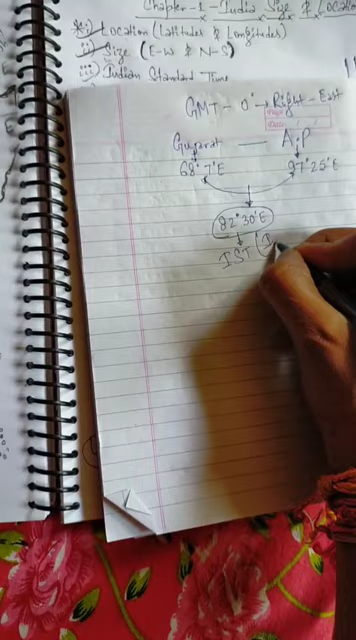 Chapter-1-India Size & Locati
*i) Location (Latitudes & Longitudes)
ii) Size (E-W & N-S)
iii) Indian Standard Time
GMT - 0° → Right - East
Gujarat — A.P
68°7'E 97°25'E
82°30'E
IST (I